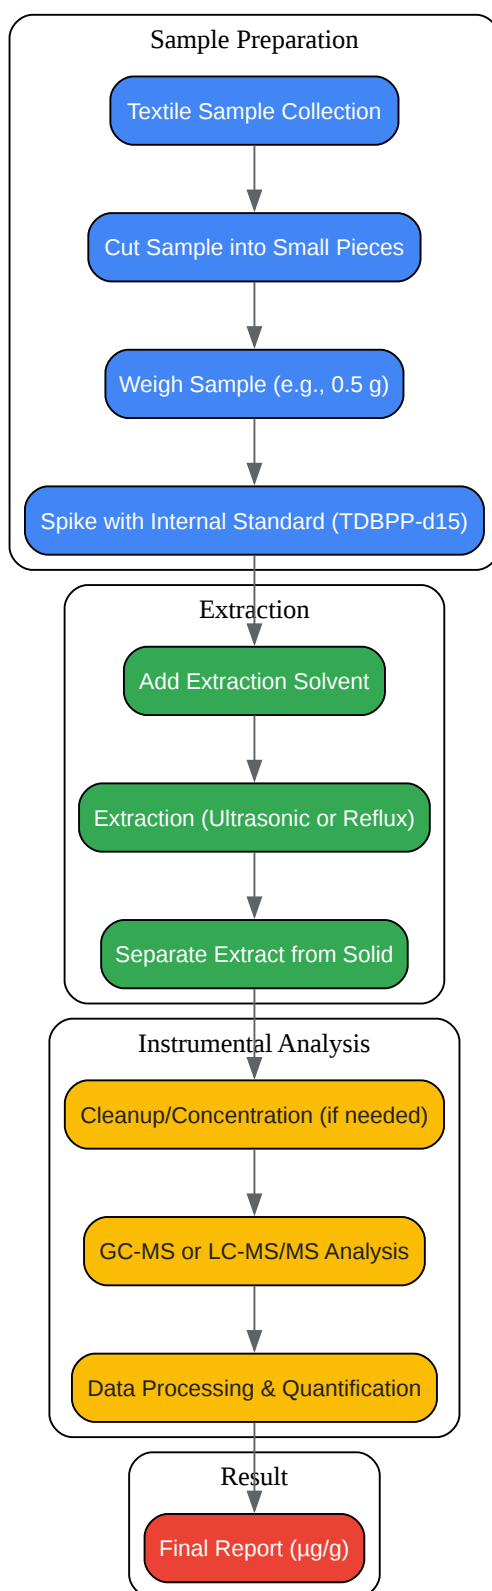 Sample Preparation
Textile Sample Collection
Cut Sample into Small Pieces
Weigh Sample (e.g., 0.5 g)
Spike with Internal Standard (TDBPP-d15)
Extraction
Add Extraction Solvent
Extraction (Ultrasonic or Reflux)
Separate Extract from Solid
Instrumental Analysis
Cleanup/Concentration (if needed)
GC-MS or LC-MS/MS Analysis
Data Processing & Quantification
Result
Final Report (µg/g)